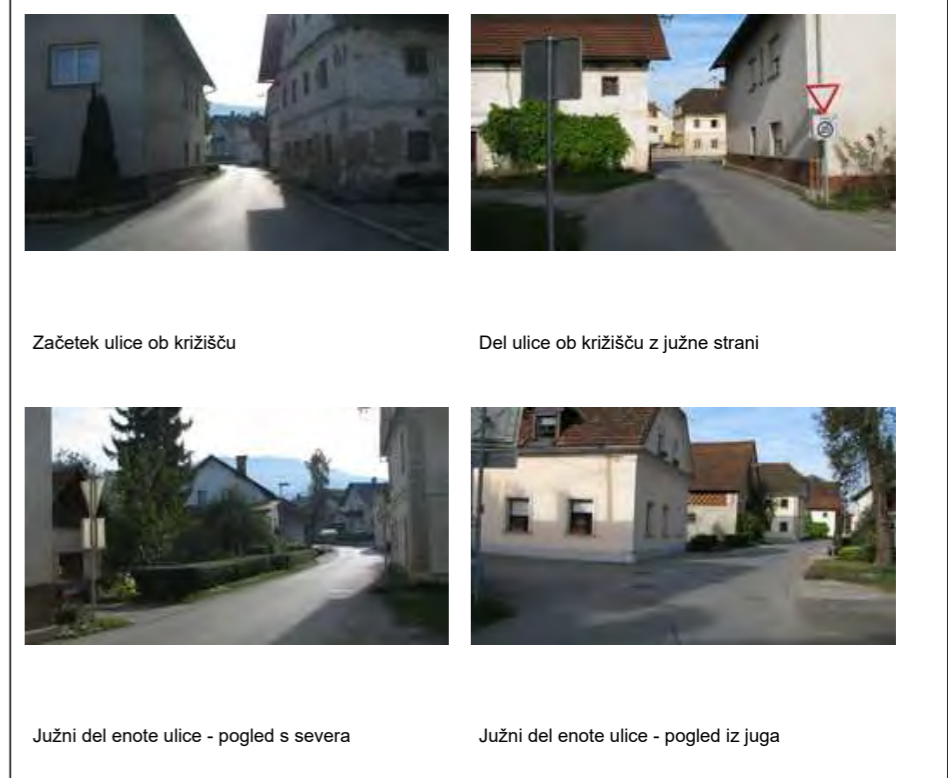 Začetek ulice ob križišču
Del ulice ob križišču z južne strani
Južni del enote ulice - pogled s severa
Južni del enote ulice - pogled iz juga